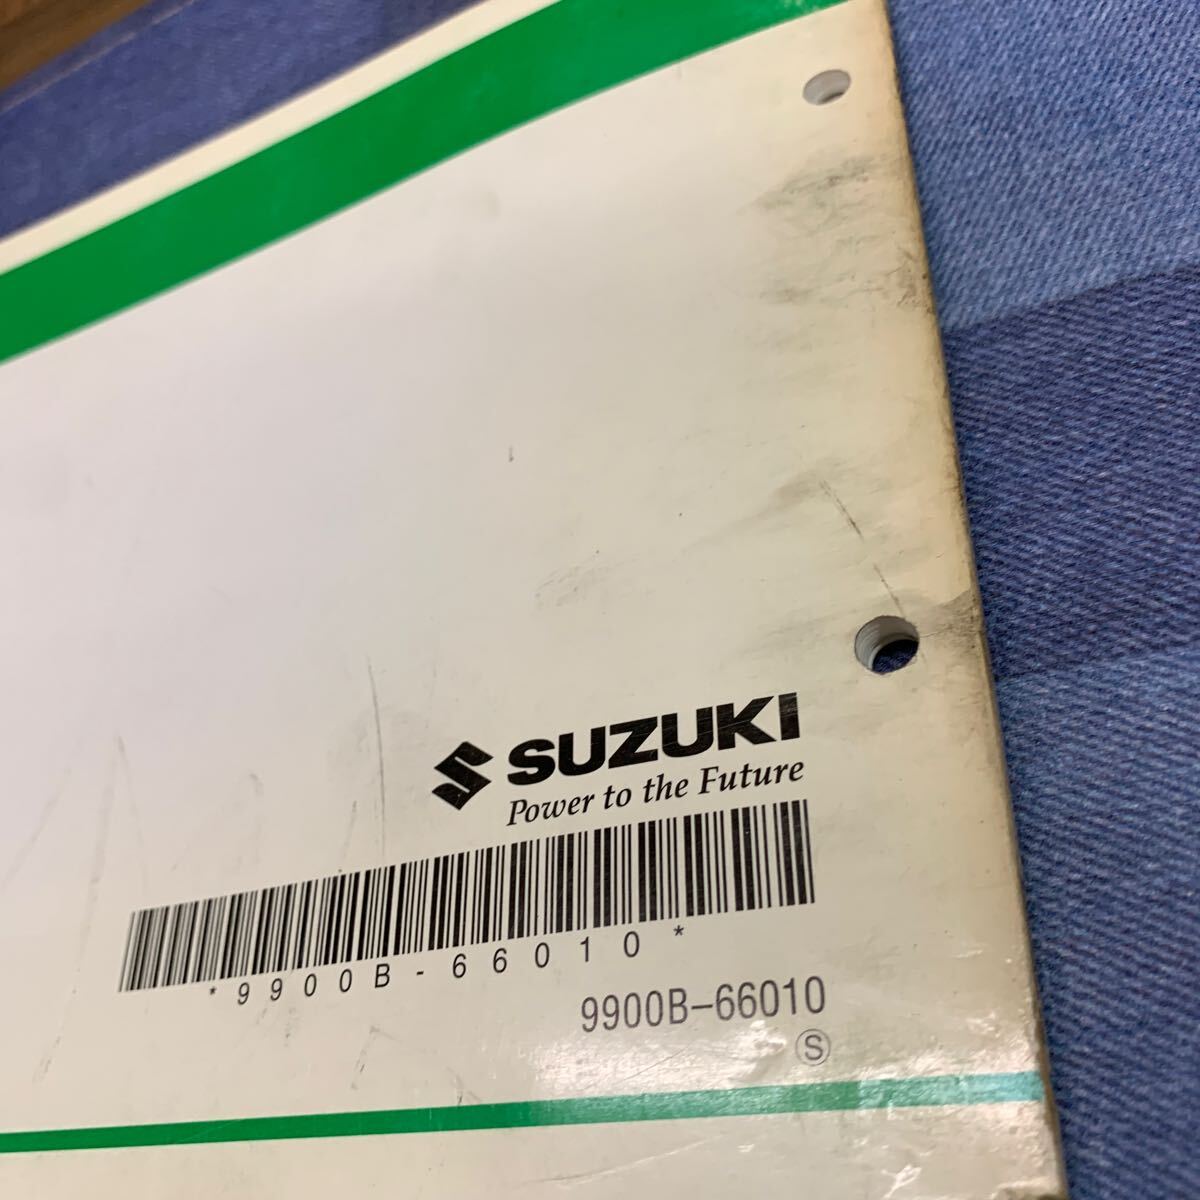 SUZUKI
Power to the Future
*9900B-66010*
9900B-66010
Ⓢ